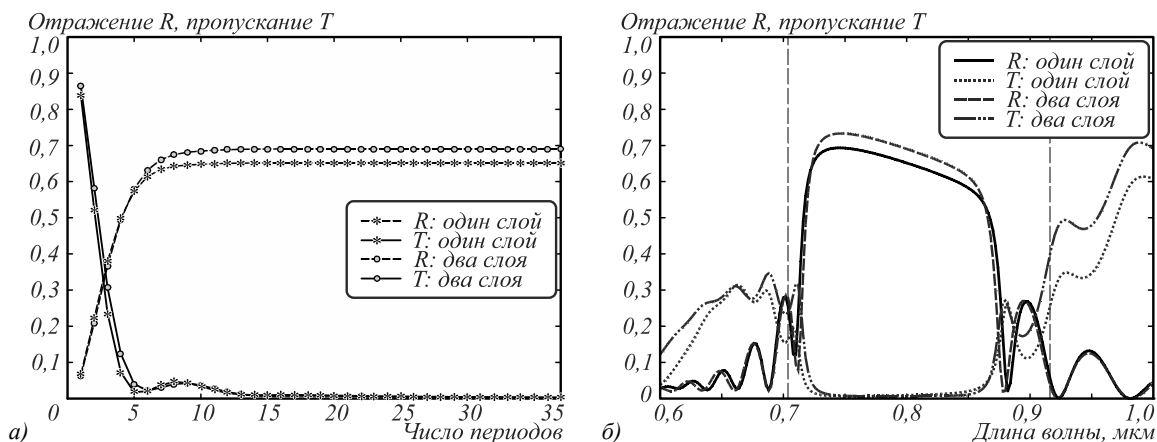 Отражение R, пропускание T
1,0
0,9
0,8
0,7
0,6
0,5
0,4
0,3
0,2
0,1
0
5
10
15
20
25
30
35
Число периодов
R: один слой
T: один слой
R: два слоя
T: два слоя
а)
Отражение R, пропускание T
1,0
0,9
0,8
0,7
0,6
0,5
0,4
0,3
0,2
0,1
0
0,6
0,7
0,8
0,9
1,0
Длина волны, мкм
R: один слой
T: один слой
R: два слоя
T: два слоя
б)